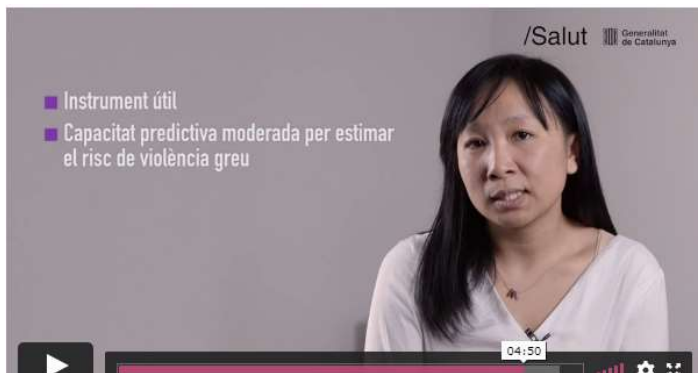 /Salut
Generalitat
de Catalunya
Instrument útil
Capacitat predictiva moderada per estimar
el risc de violència greu
04:50